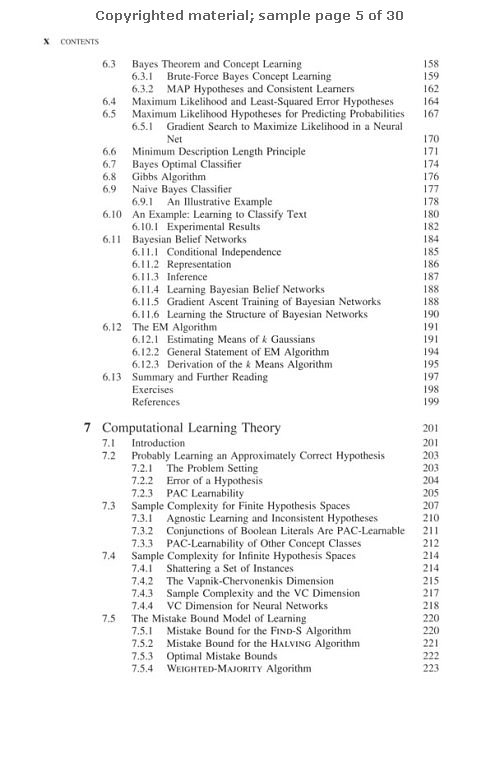 Copyrighted material; sample page 5 of 30
X CONTENTS
6.3 Bayes Theorem and Concept Learning 158
6.3.1 Brute-Force Bayes Concept Learning 159
6.3.2 MAP Hypotheses and Consistent Learners 162
6.4 Maximum Likelihood and Least-Squared Error Hypotheses 164
6.5 Maximum Likelihood Hypotheses for Predicting Probabilities 167
6.5.1 Gradient Search to Maximize Likelihood in a Neural
Net 170
6.6 Minimum Description Length Principle 171
6.7 Bayes Optimal Classifier 174
6.8 Gibbs Algorithm 176
6.9 Naive Bayes Classifier 177
6.9.1 An Illustrative Example 178
6.10 An Example: Learning to Classify Text 180
6.10.1 Experimental Results 182
6.11 Bayesian Belief Networks 184
6.11.1 Conditional Independence 185
6.11.2 Representation 186
6.11.3 Inference 187
6.11.4 Learning Bayesian Belief Networks 188
6.11.5 Gradient Ascent Training of Bayesian Networks 188
6.11.6 Learning the Structure of Bayesian Networks 190
6.12 The EM Algorithm 191
6.12.1 Estimating Means of k Gaussians 191
6.12.2 General Statement of EM Algorithm 194
6.12.3 Derivation of the k Means Algorithm 195
6.13 Summary and Further Reading 197
Exercises 198
References 199
7 Computational Learning Theory 201
7.1 Introduction 201
7.2 Probably Learning an Approximately Correct Hypothesis 203
7.2.1 The Problem Setting 203
7.2.2 Error of a Hypothesis 204
7.2.3 PAC Learnability 205
7.3 Sample Complexity for Finite Hypothesis Spaces 207
7.3.1 Agnostic Learning and Inconsistent Hypotheses 210
7.3.2 Conjunctions of Boolean Literals Are PAC-Learnable 211
7.3.3 PAC-Learnability of Other Concept Classes 212
7.4 Sample Complexity for Infinite Hypothesis Spaces 214
7.4.1 Shattering a Set of Instances 214
7.4.2 The Vapnik-Chervonenkis Dimension 215
7.4.3 Sample Complexity and the VC Dimension 217
7.4.4 VC Dimension for Neural Networks 218
7.5 The Mistake Bound Model of Learning 220
7.5.1 Mistake Bound for the FIND-S Algorithm 220
7.5.2 Mistake Bound for the HALVING Algorithm 221
7.5.3 Optimal Mistake Bounds 222
7.5.4 WEIGHTED-MAJORITY Algorithm 223